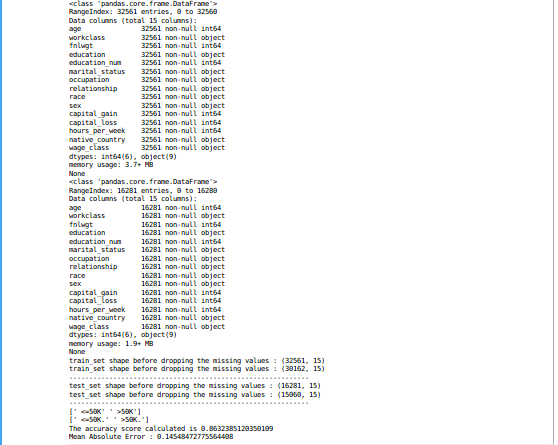 <class 'pandas.core.frame.DataFrame'>
RangeIndex: 32561 entries, 0 to 32560
Data columns (total 15 columns):
age 32561 non-null int64
workclass 32561 non-null object
fnlwgt 32561 non-null int64
education 32561 non-null object
education_num 32561 non-null int64
marital_status 32561 non-null object
occupation 32561 non-null object
relationship 32561 non-null object
race 32561 non-null object
sex 32561 non-null object
capital_gain 32561 non-null int64
capital_loss 32561 non-null int64
hours_per_week 32561 non-null int64
native_country 32561 non-null object
wage_class 32561 non-null object
dtypes: int64(6), object(9)
memory usage: 3.7+ MB
None
<class 'pandas.core.frame.DataFrame'>
RangeIndex: 16281 entries, 0 to 16280
Data columns (total 15 columns):
age 16281 non-null int64
workclass 16281 non-null object
fnlwgt 16281 non-null int64
education 16281 non-null object
education_num 16281 non-null int64
marital_status 16281 non-null object
occupation 16281 non-null object
relationship 16281 non-null object
race 16281 non-null object
sex 16281 non-null object
capital_gain 16281 non-null int64
capital_loss 16281 non-null int64
hours_per_week 16281 non-null int64
native_country 16281 non-null object
wage_class 16281 non-null object
dtypes: int64(6), object(9)
memory usage: 1.9+ MB
None
train_set shape before dropping the missing values : (32561, 15)
train_set shape before dropping the missing values : (30162, 15)
--------------------------------------------------
test_set shape before dropping the missing values : (16281, 15)
test_set shape before dropping the missing values : (15060, 15)
--------------------------------------------------
[' <=50K' ' >50K']
[' <=50K.' ' >50K.']
The accuracy score calculated is 0.8632385120350109
Mean Absolute Error : 0.14548472775564408